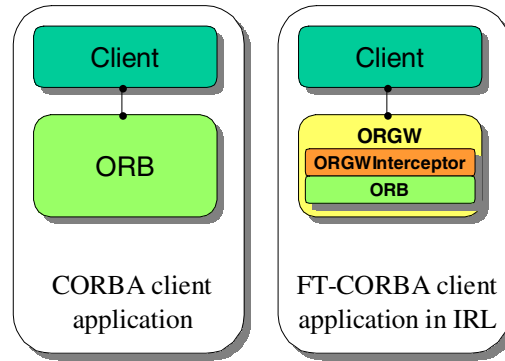 Client
ORB
CORBA client
application
Client
ORGW
ORGWInterceptor
ORB
FT-CORBA client
application in IRL